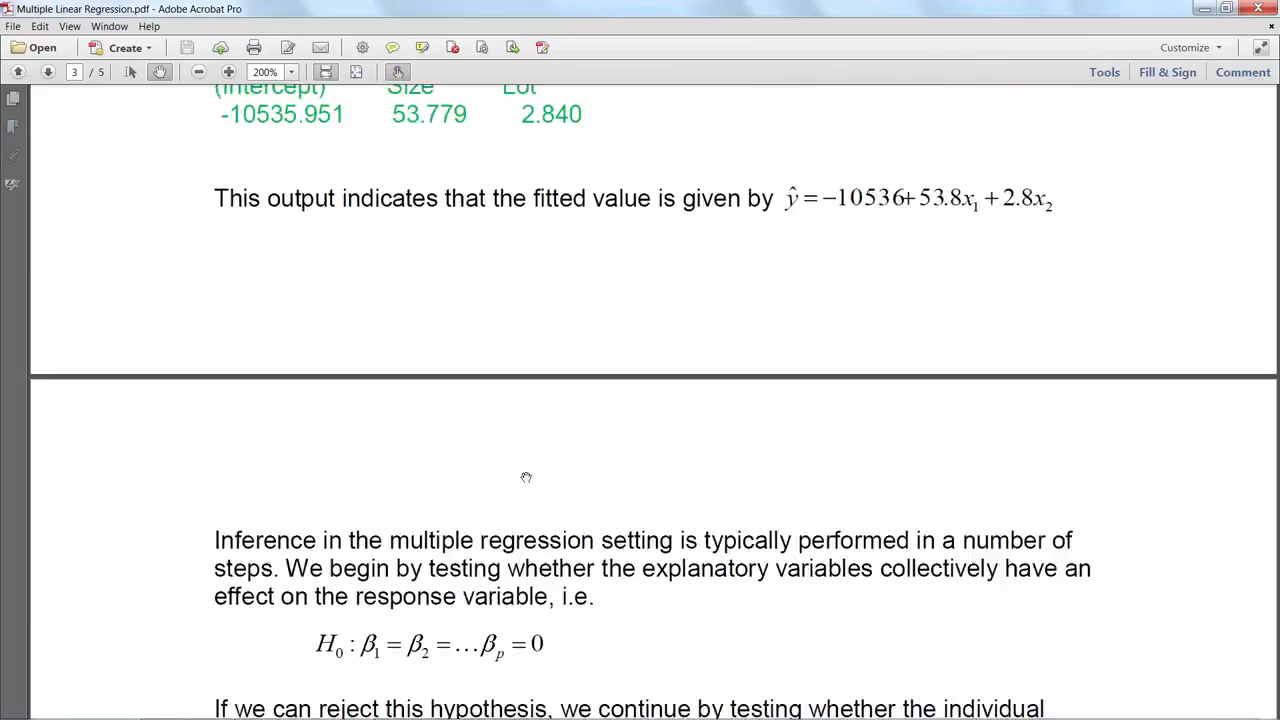 Multiple Linear Regression.pdf - Adobe Acrobat Pro
File Edit View Window Help
Open Create Customize
3 / 5 200% Tools Fill & Sign Comment
(Intercept) Size Lot
-10535.951 53.779 2.840
This output indicates that the fitted value is given by ŷ = −10536+53.8x₁ + 2.8x₂
Inference in the multiple regression setting is typically performed in a number of
steps. We begin by testing whether the explanatory variables collectively have an
effect on the response variable, i.e.
H₀ : β₁ = β₂ = …βₚ = 0
If we can reject this hypothesis, we continue by testing whether the individual